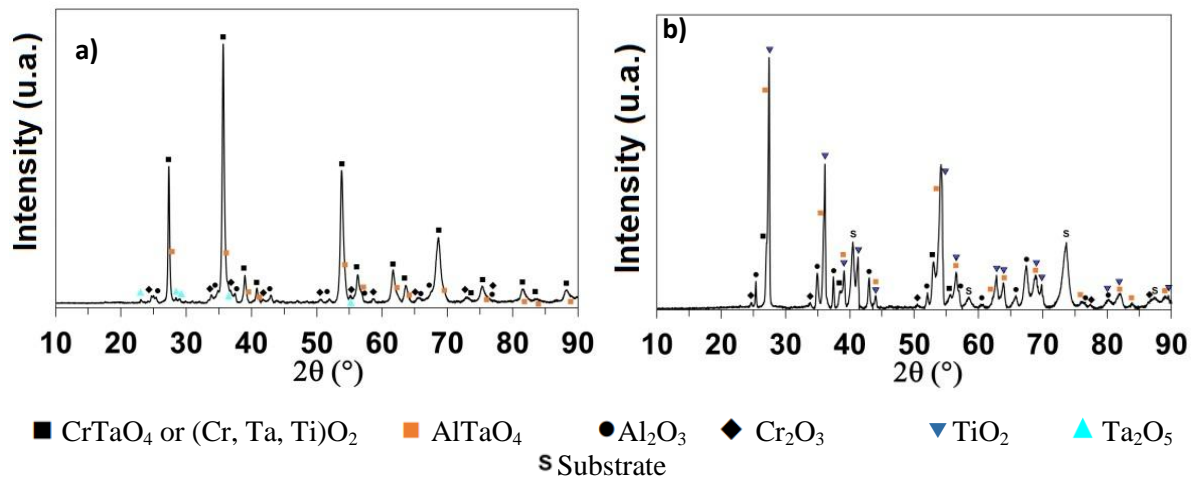 a)
Intensity (u.a.)
10 20 30 40 50 60 70 80 90
2θ (°)
b)
Intensity (u.a.)
S
S
S
S
10 20 30 40 50 60 70 80 90
2θ (°)
CrTaO₄ or (Cr, Ta, Ti)O₂ AlTaO₄ Al₂O₃ Cr₂O₃ TiO₂ Ta₂O₅
S Substrate